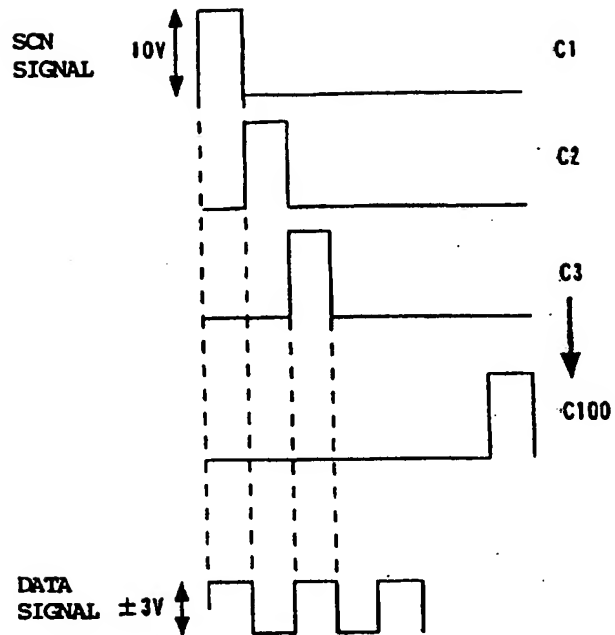 SCN
SIGNAL
10V
C1
C2
C3
C100
DATA
SIGNAL
±3V